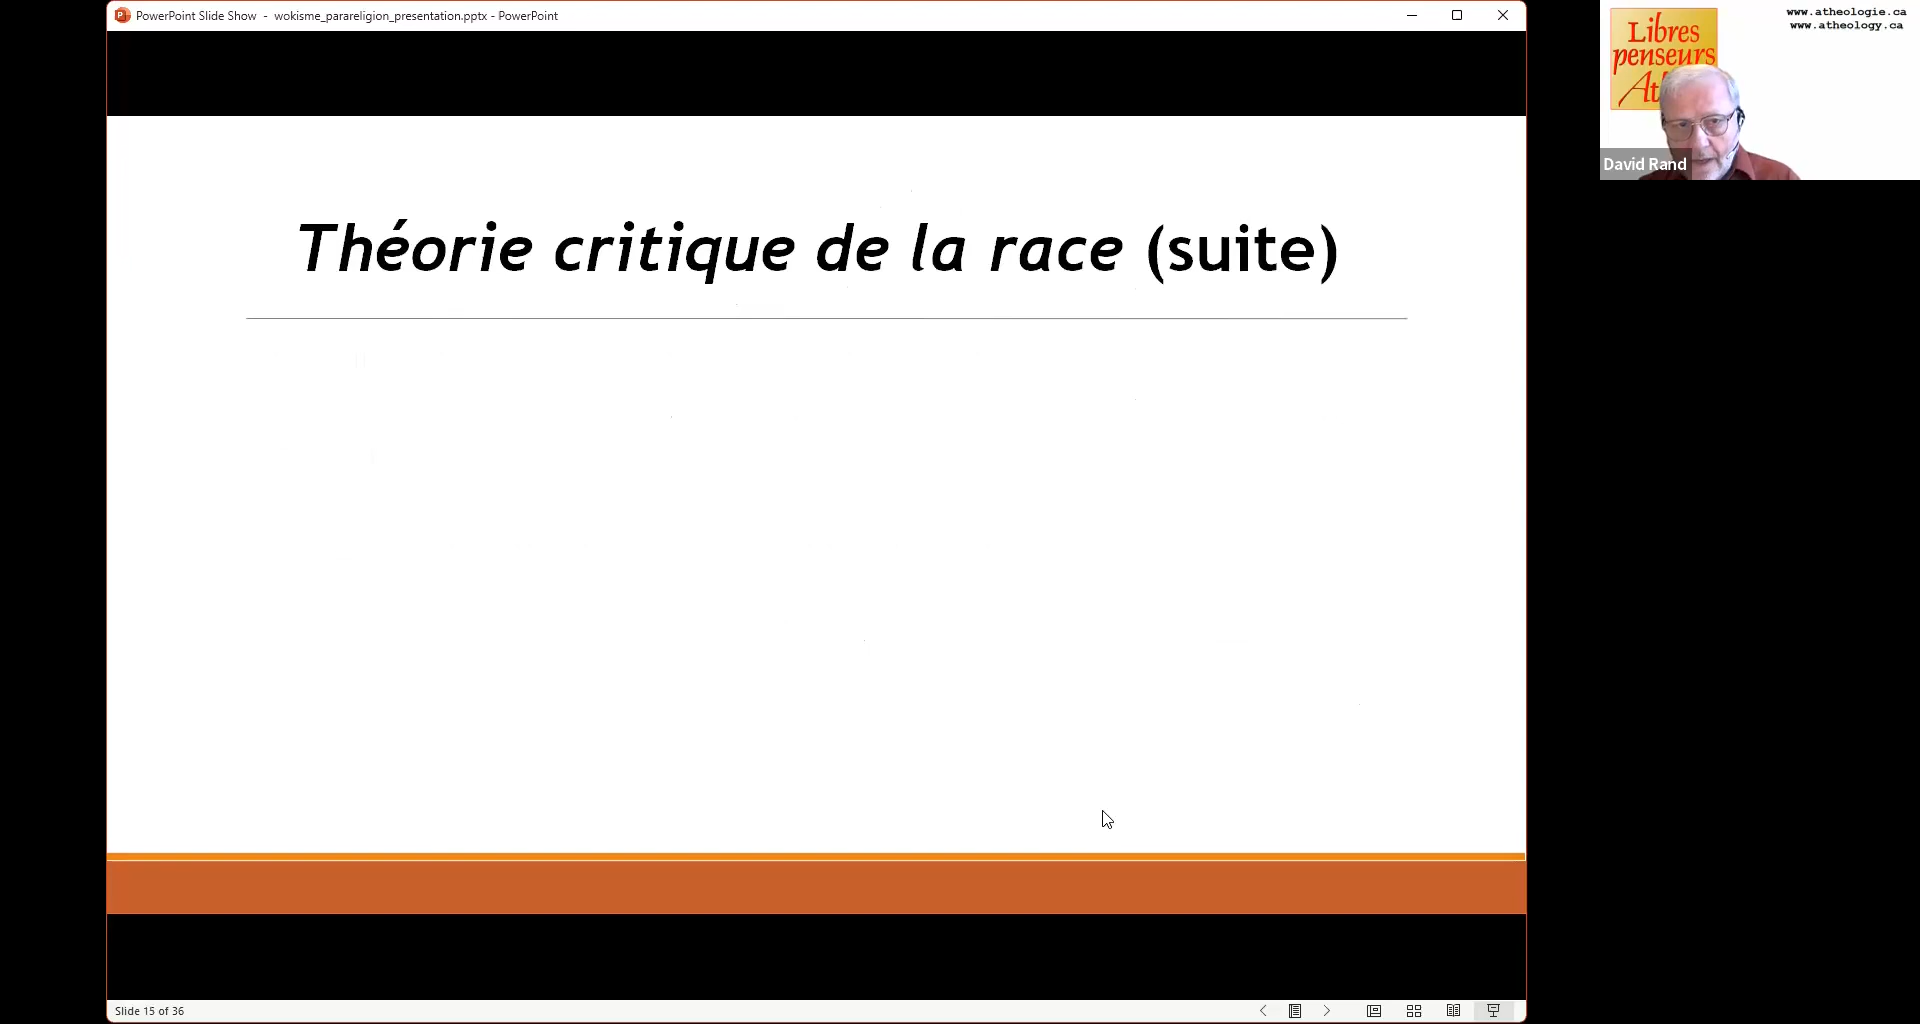 PowerPoint Slide Show - wokisme_parareligion_presentation.pptx - PowerPoint
Théorie critique de la race (suite)
Slide 15 of 36
Libres
penseurs
At
www.atheologie.ca
www.atheology.ca
David Rand